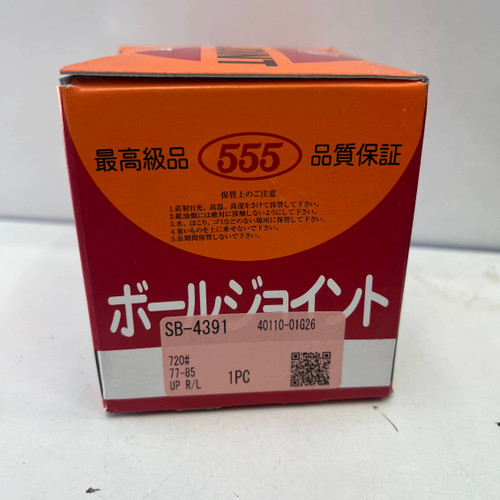 INT
最高級品 555 品質保証
保管上のご注意
1.直射日光、高温、高湿をさけて保管して下さい。
2.鉱油類には絶対に接触しないようにして下さい。
3.水、ほこり、ゴミなどのない場所に保管して下さい。
4.重いものを上に乗せないで下さい。
5.長期間保管しないで下さい。
ボールジョイント
SB-4391 40110-01G26
720#
77-85
UP R/L 1PC